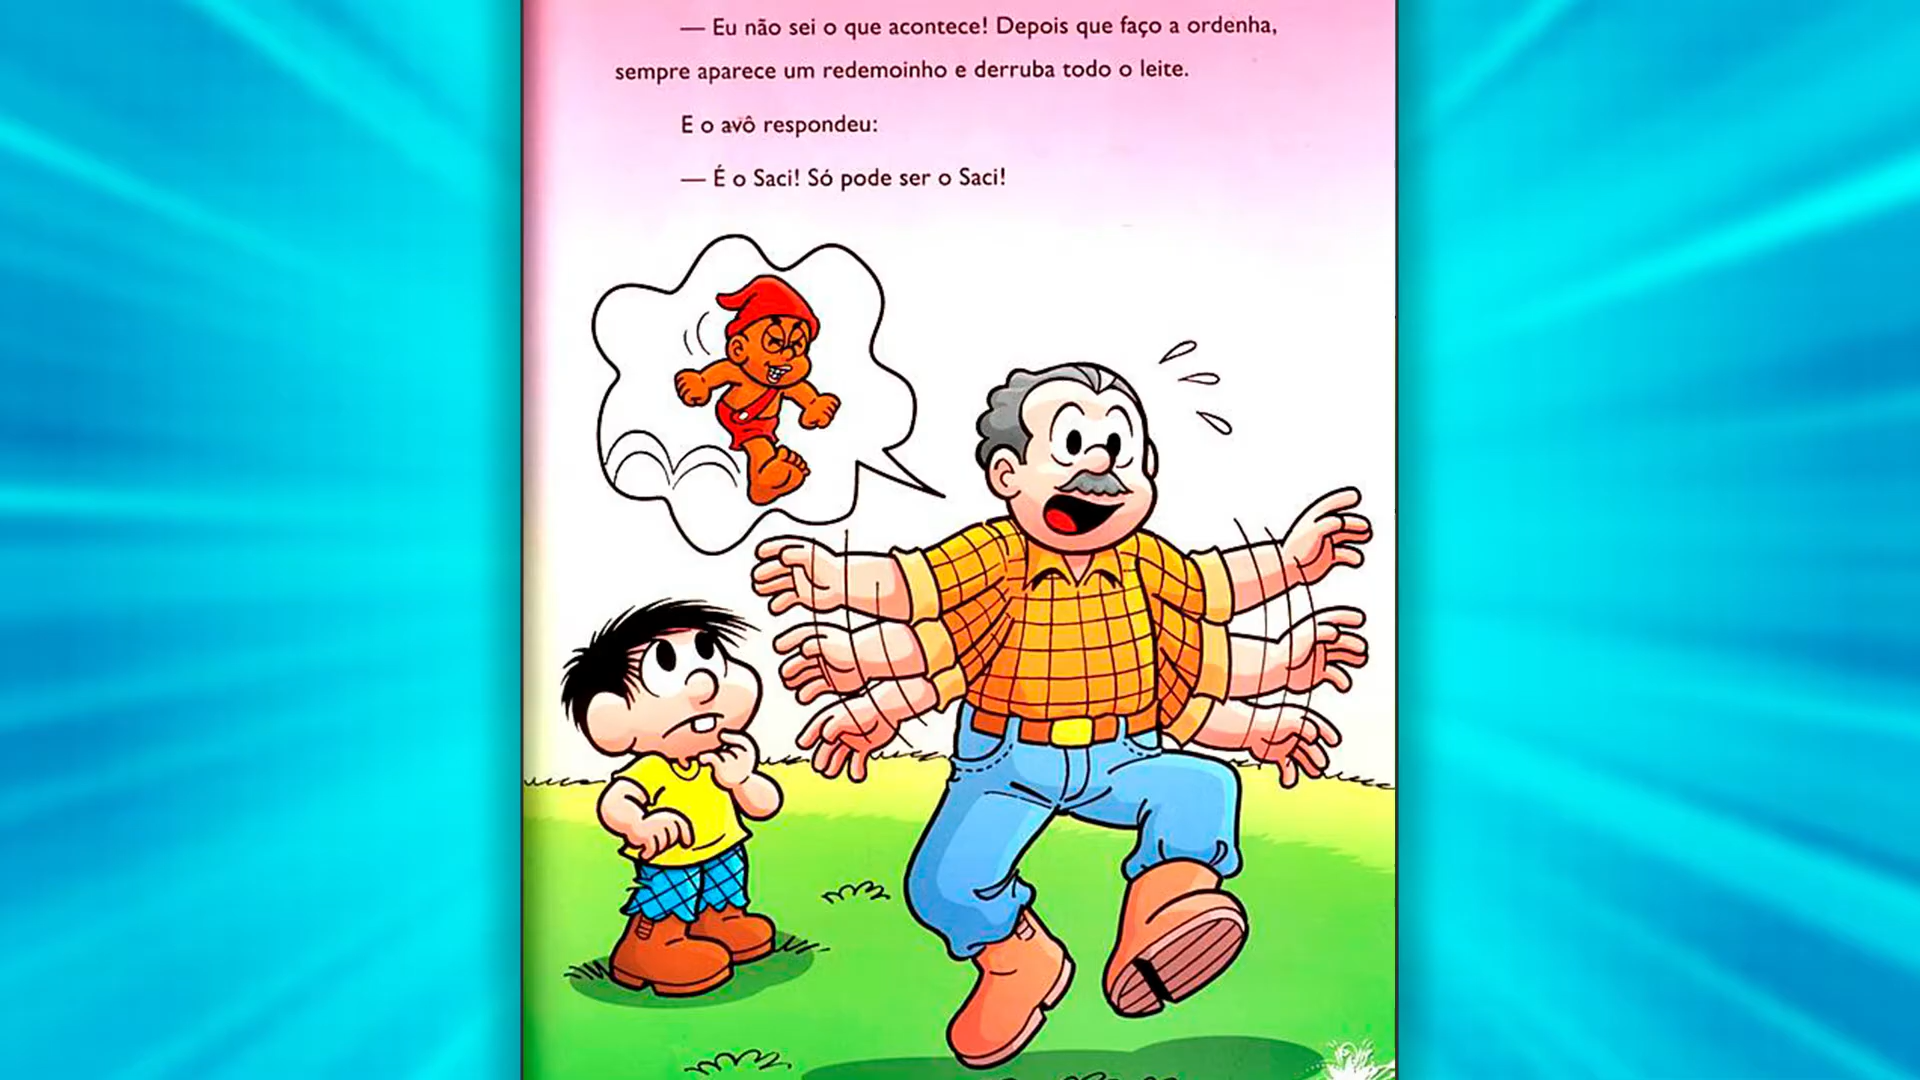 — Eu não sei o que acontece! Depois que faço a ordenha,
sempre aparece um redemoinho e derruba todo o leite.
E o avô respondeu:
— É o Saci! Só pode ser o Saci!